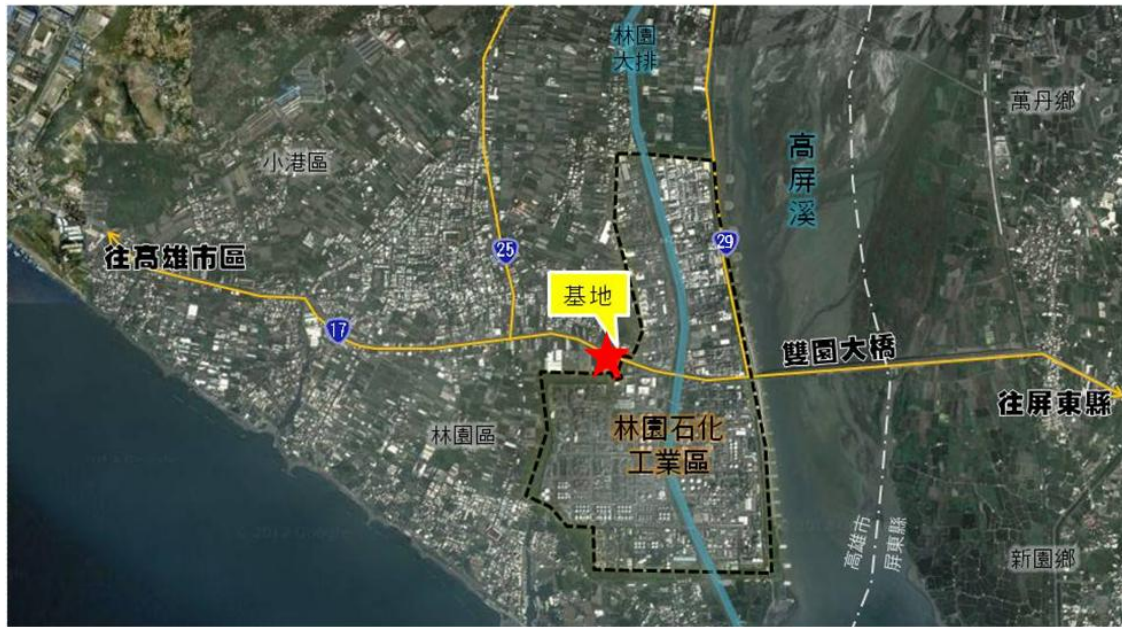 林園
大排
萬丹鄉
高
屏
溪
小港區
25
29
往高雄市區
基地
17
雙園大橋
往屏東縣
林園區
林園石化
工業區
高雄市
屏東縣
新園鄉